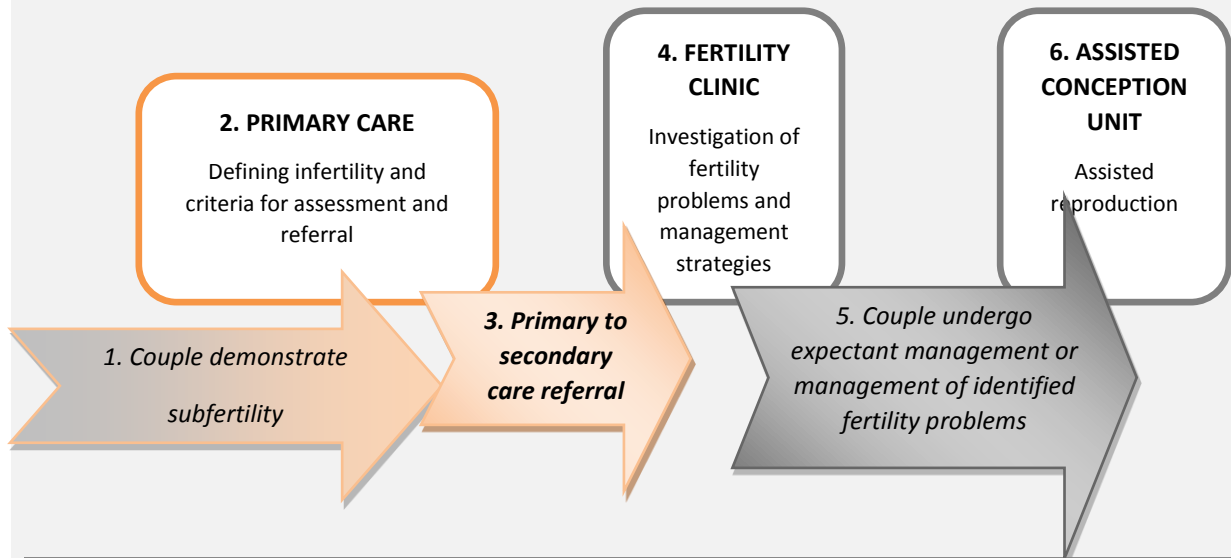 1. Couple demonstrate
subfertility
2. PRIMARY CARE
Defining infertility and
criteria for assessment and
referral
3. Primary to
secondary
care referral
4. FERTILITY
CLINIC
Investigation of
fertility
problems and
management
strategies
5. Couple undergo
expectant management or
management of identified
fertility problems
6. ASSISTED
CONCEPTION
UNIT
Assisted
reproduction